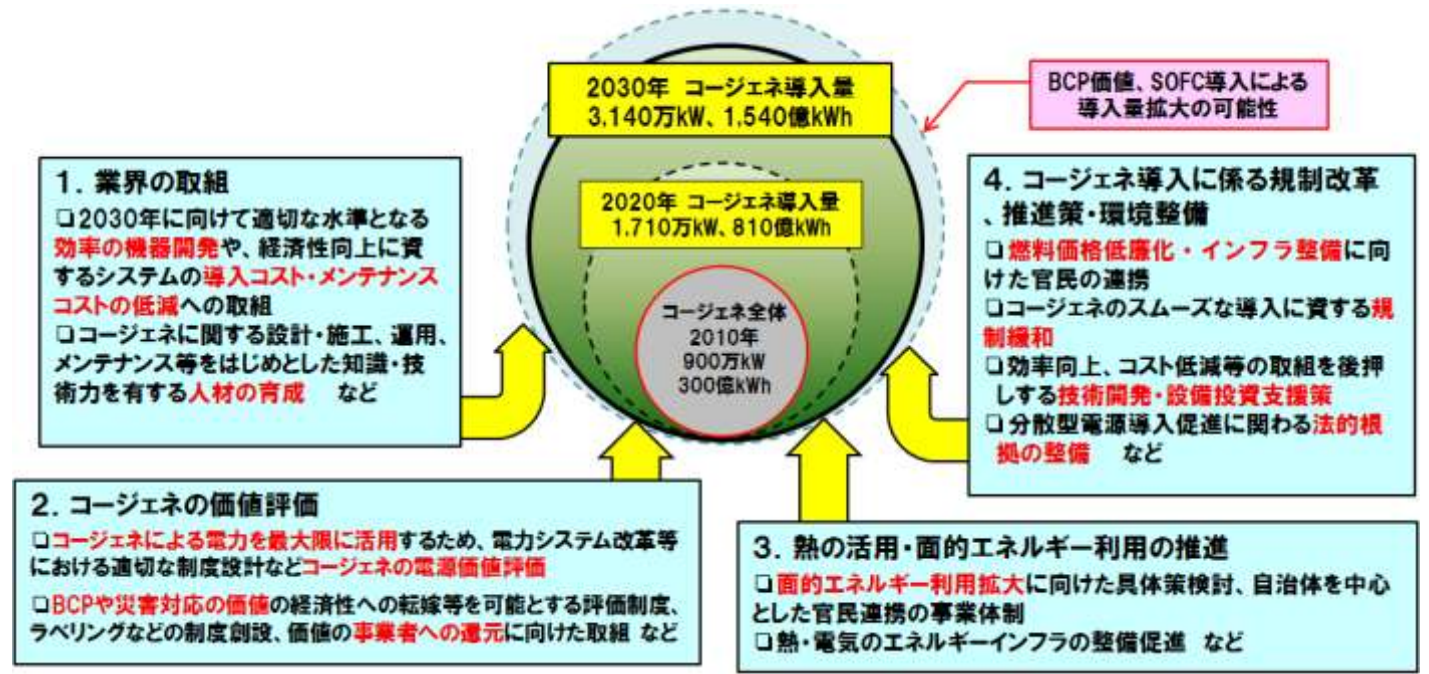 2030年 コージェネ導入量
3,140万kW、1,540億kWh
BCP価値、SOFC導入による
導入量拡大の可能性
2020年 コージェネ導入量
1,710万kW、810億kWh
コージェネ全体
2010年
900万kW
300億kWh
1．業界の取組
❑2030年に向けて適切な水準となる
効率の機器開発や、経済性向上に資
するシステムの導入コスト・メンテナンス
コストの低減への取組
❑コージェネに関する設計・施工、運用、
メンテナンス等をはじめとした知識・技
術力を有する人材の育成 など
2．コージェネの価値評価
❑コージェネによる電力を最大限に活用するため、電力システム改革等
における適切な制度設計などコージェネの電源価値評価
❑BCPや災害対応の価値の経済性への転嫁等を可能とする評価制度、
ラベリングなどの制度創設、価値の事業者への還元に向けた取組 など
3．熱の活用・面的エネルギー利用の推進
❑面的エネルギー利用拡大に向けた具体策検討、自治体を中心
とした官民連携の事業体制
❑熱・電気のエネルギーインフラの整備促進 など
4．コージェネ導入に係る規制改革
、推進策・環境整備
❑燃料価格低廉化・インフラ整備に向
けた官民の連携
❑コージェネのスムーズな導入に資する規
制緩和
❑効率向上、コスト低減等の取組を後押
しする技術開発・設備投資支援策
❑分散型電源導入促進に関わる法的根
拠の整備 など